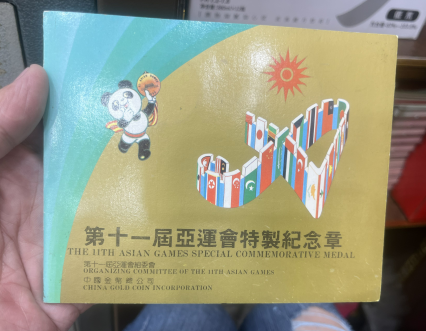 第十一屆亞運會特製紀念章
THE 11TH ASIAN GAMES SPECIAL COMMEMORATIVE MEDAL
第十一屆亞運會組委會
ORGANIZING COMMITTEE OF THE 11TH ASIAN GAMES
中國金幣總公司
CHINA GOLD COIN INCORPORATION